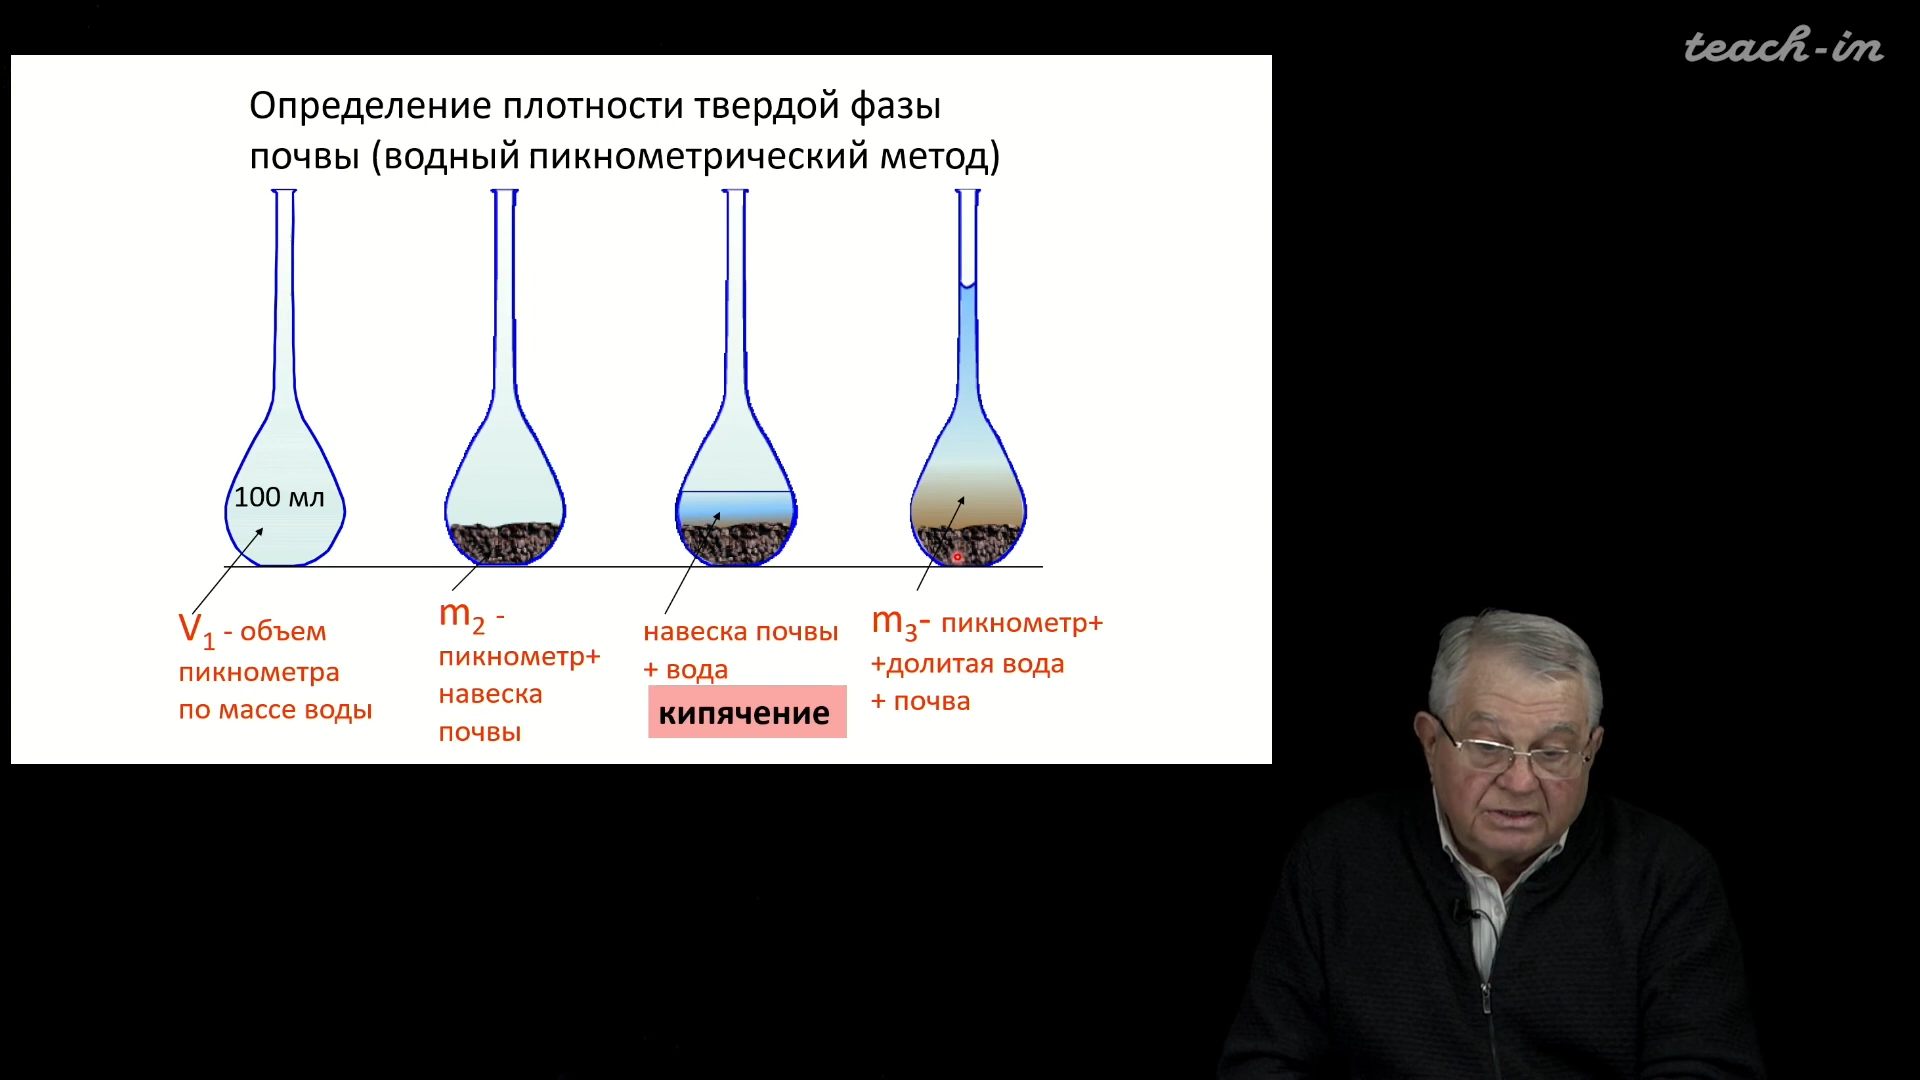 teach-in
Определение плотности твердой фазы
почвы (водный пикнометрический метод)
100 мл
V1 - объем
пикнометра
по массе воды
m2 -
пикнометр+
навеска
почвы
навеска почвы
+ вода
кипячение
m3- пикнометр+
+долитая вода
+ почва